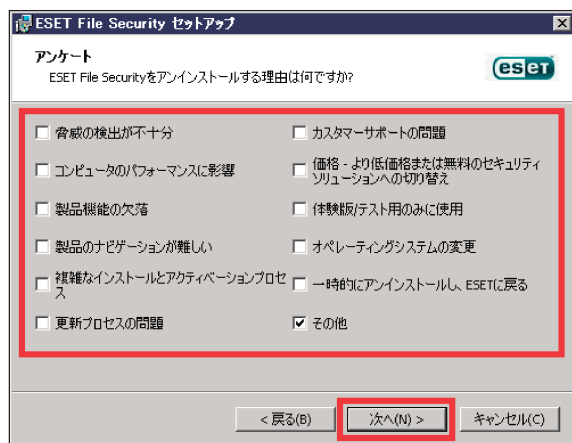 ESET File Security セットアップ
アンケート
ESET File Securityをアンインストールする理由は何ですか?
eset
脅威の検出が不十分
カスタマーサポートの問題
コンピュータのパフォーマンスに影響
価格 - より低価格または無料のセキュリティ
ソリューションへの切り替え
製品機能の欠落
体験版/テスト用のみに使用
製品のナビゲーションが難しい
オペレーティングシステムの変更
複雑なインストールとアクティベーションプロセ
ス
一時的にアンインストールし、ESETに戻る
更新プロセスの問題
その他
< 戻る(B)
次へ(N) >
キャンセル(C)